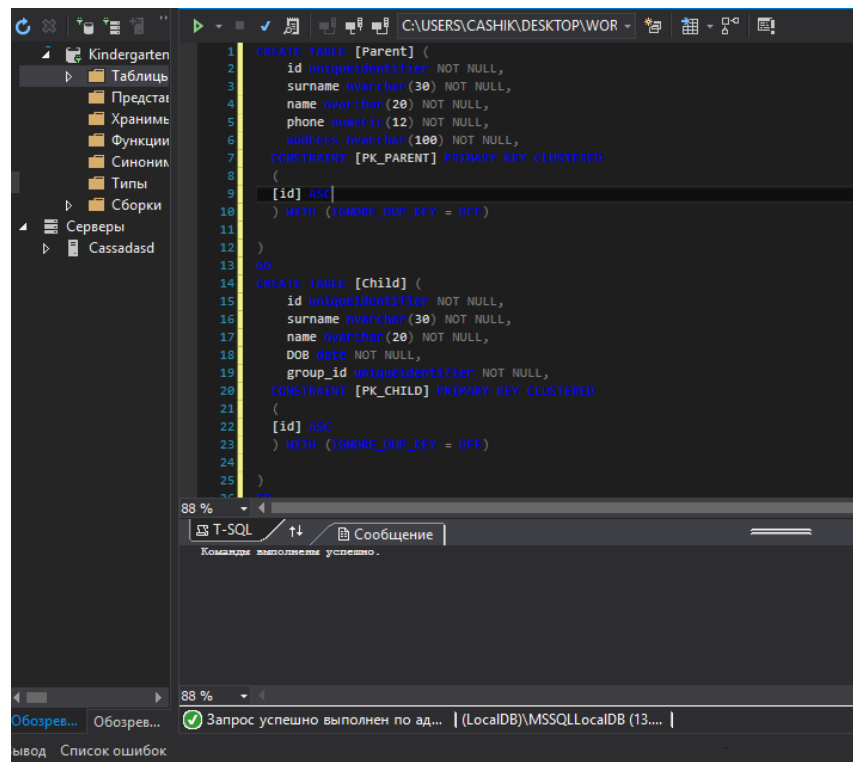 C:\USERS\CASHIK\DESKTOP\WOR
Kindergarten
Таблиць
Представ
Хранимь
Функции
Синоним
Типы
Сборки
Серверы
Cassadasd
1 CREATE TABLE [Parent] (
2 id uniqueidentifier NOT NULL,
3 surname nvarchar(30) NOT NULL,
4 name nvarchar(20) NOT NULL,
5 phone numeric(12) NOT NULL,
6 address nvarchar(100) NOT NULL,
7 CONSTRAINT [PK_PARENT] PRIMARY KEY CLUSTERED
8 (
9 [id] ASC
10 ) WITH (IGNORE_DUP_KEY = OFF)
11
12 )
13 GO
14 CREATE TABLE [Child] (
15 id uniqueidentifier NOT NULL,
16 surname nvarchar(30) NOT NULL,
17 name nvarchar(20) NOT NULL,
18 DOB date NOT NULL,
19 group_id uniqueidentifier NOT NULL,
20 CONSTRAINT [PK_CHILD] PRIMARY KEY CLUSTERED
21 (
22 [id] ASC
23 ) WITH (IGNORE_DUP_KEY = OFF)
24
25 )
26 GO
88 %
T-SQL
Сообщение
Команды выполнены успешно.
88 %
Обозрев... Обозрев...
Запрос успешно выполнен по ад... | (LocalDB)\MSSQLLocalDB (13.... |
ывод Список ошибок